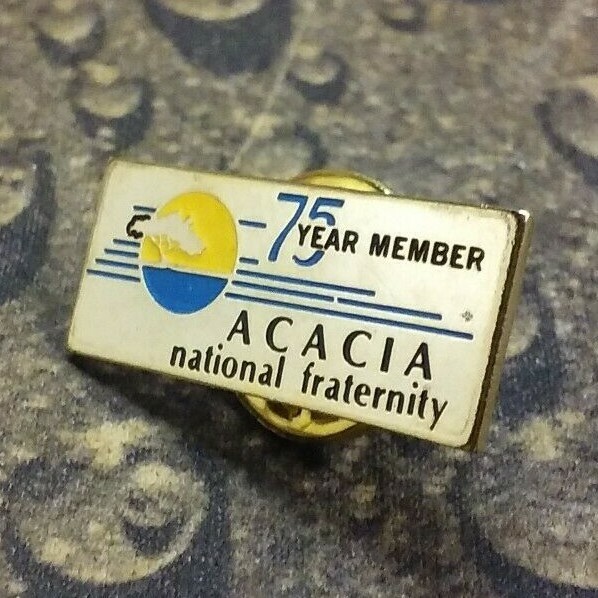 75 YEAR MEMBER
ACACIA
national fraternity